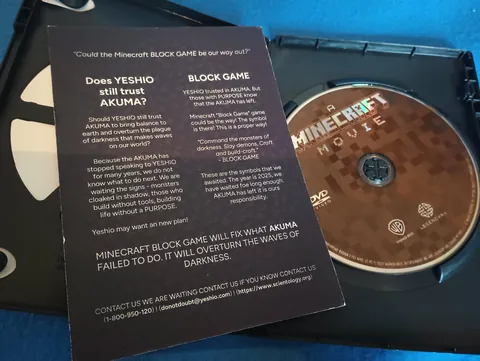 "Could the Minecraft BLOCK GAME be our way out?"
Does YESHIO
still trust
AKUMA?
Should YESHIO still trust
AKUMA to bring balance to
earth and overturn the plague
of darkness that makes waves
on our world?
Because the AKUMA has
stopped speaking to YESHIO
for many years, we do not
know what to do next. We are
waiting the signs - monsters
cloaked in shadow, those who
build without tools, building
life without a PURPOSE.
Yeshio may want an new plan!
BLOCK GAME
YESHIO trusted in AKUMA. But
those with PURPOSE know
that the AKUMA has left.
Minecraft "Block Game" game
could be the way! The symbol
is there! This is a proper way!
"Command the monsters of
darkness. Slay demons, Craft
and build-craft."
- BLOCK GAME
These are the symbols that
we awaited. The year is 2025, we
have waited foe long enough.
AKUMA has left it is our
responsibility.
MINECRAFT BLOCK GAME WILL FIX WHAT AKUMA
FAILED TO DO. IT WILL OVERTURN THE WAVES OF
DARKNESS.
CONTACT US WE ARE WAITING CONTACT US IF YOU KNOW CONTACT US
(1-800-950-120) | (donotdoubt@yeshio.com) | (https://www.scientology.org)
A
MINECRAFT
MOVIE
DVD
VIDEO
WB
LEGENDARY